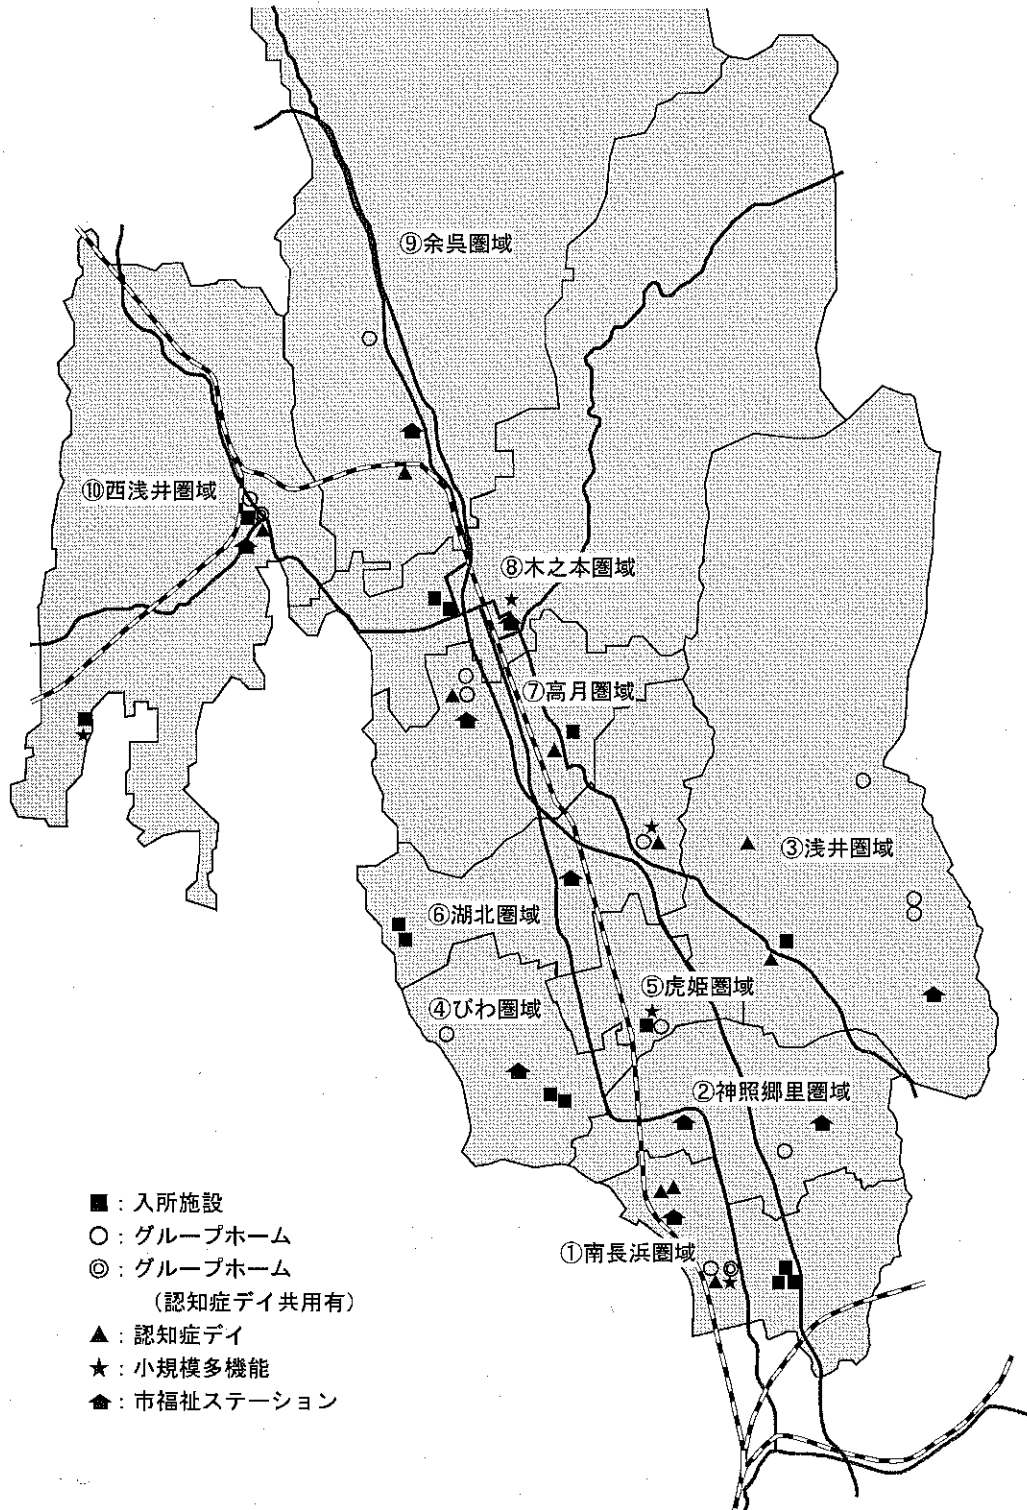 ⑨余呉圏域
⑩西浅井圏域
⑧木之本圏域
⑦高月圏域
③浅井圏域
⑥湖北圏域
⑤虎姫圏域
④びわ圏域
②神照郷里圏域
①南長浜圏域
■：入所施設
○：グループホーム
◎：グループホーム
（認知症デイ共用有）
▲：認知症デイ
★：小規模多機能
：市福祉ステーション